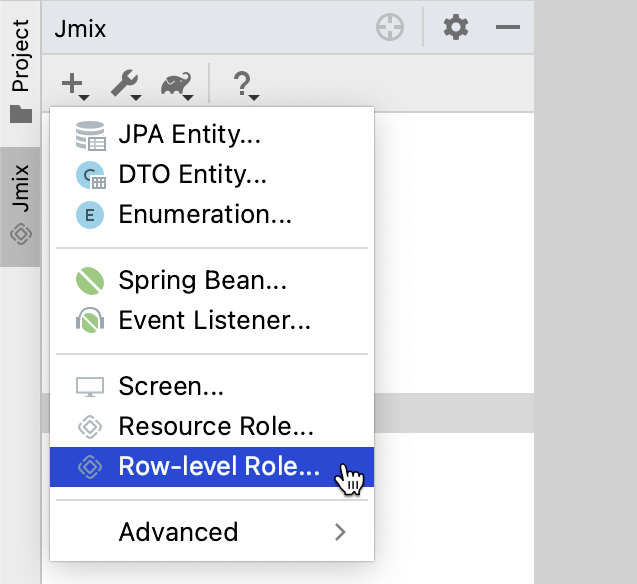 Project
Jmix
Jmix
?
JPA Entity...
C
DTO Entity...
E
Enumeration...
Spring Bean...
Event Listener...
Screen...
Resource Role...
Row-level Role...
Advanced